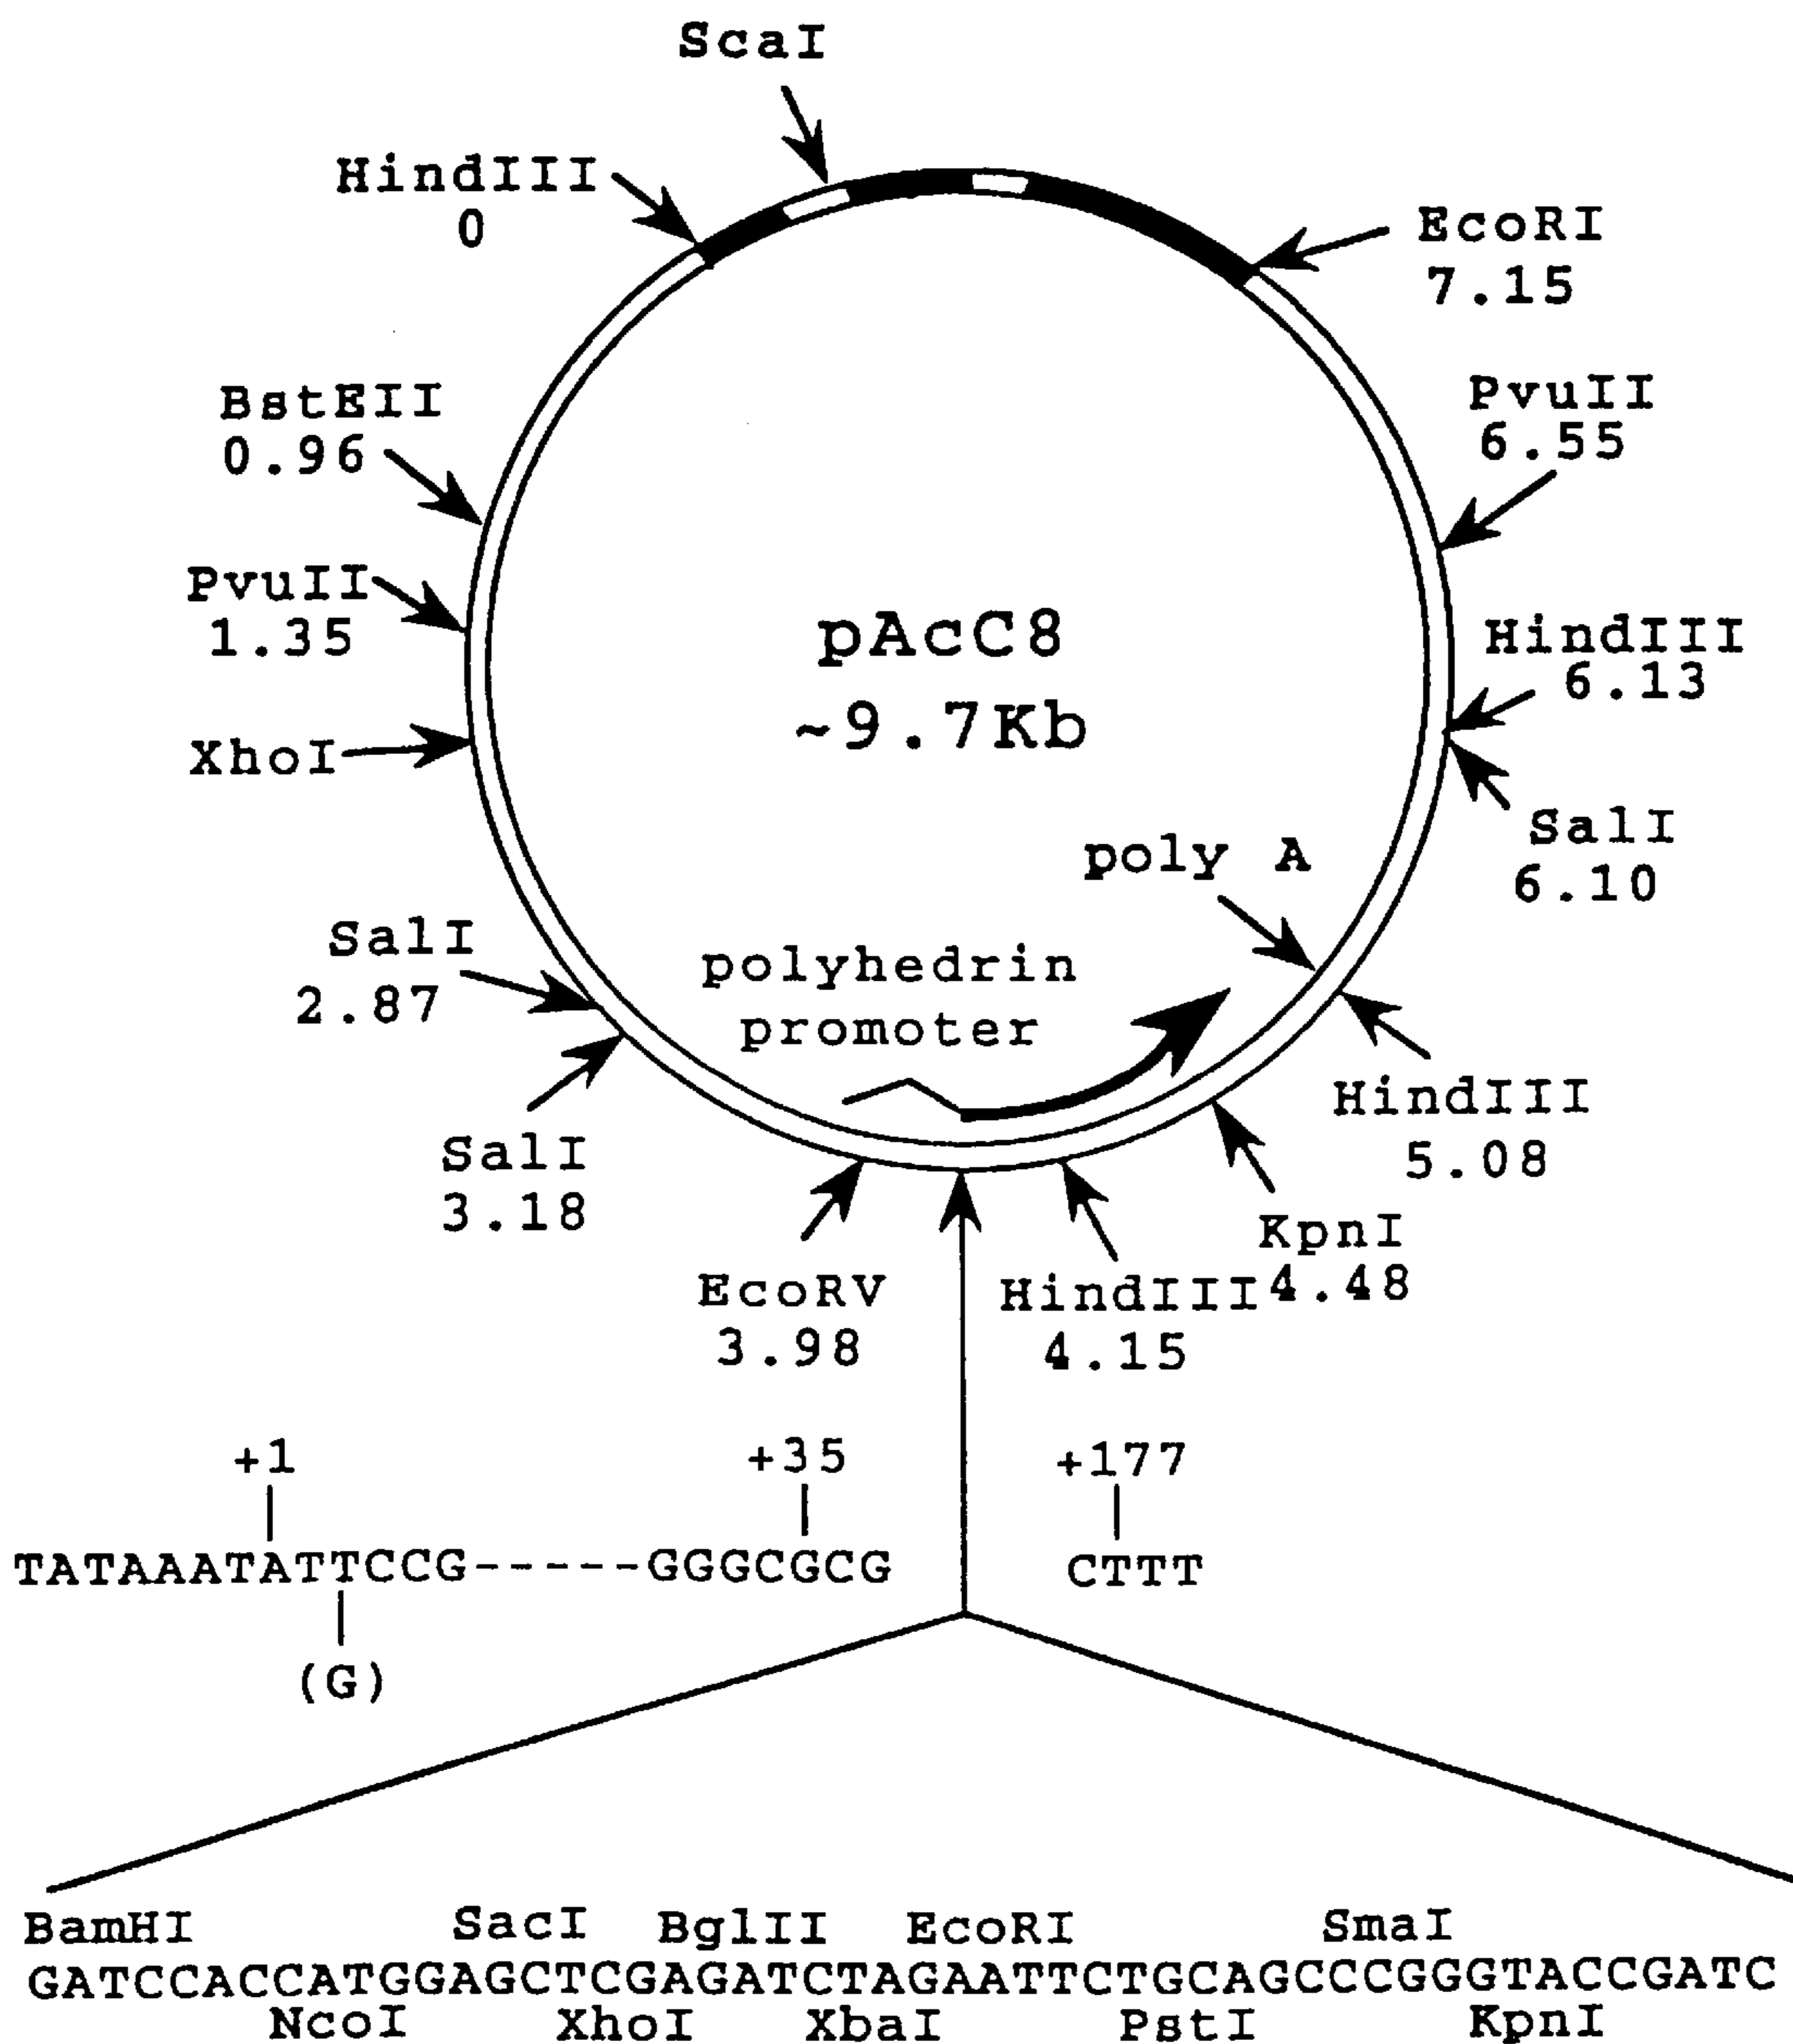 ScaI
HindIII
0
EcoRI
7.15
BstEII
0.96
PvuII
6.55
PvuII
1.35
pAcC8
~9.7Kb
HindIII
6.13
XhoI
SalI
6.10
poly A
SalI
2.87
polyhedrin
promoter
HindIII
5.08
SalI
3.18
KpnI
4.48
EcoRV
3.98
HindIII
4.15
+1
+35
+177
TATAAATATTCCG-----GGGCGCG
CTTT
(G)
BamHI SacI BglII EcoRI SmaI
GATCCACCATGGAGCTCGAGATCTAGAATTCTGCAGCCCGGGTACCGATC
NcoI XhoI XbaI PstI KpnI